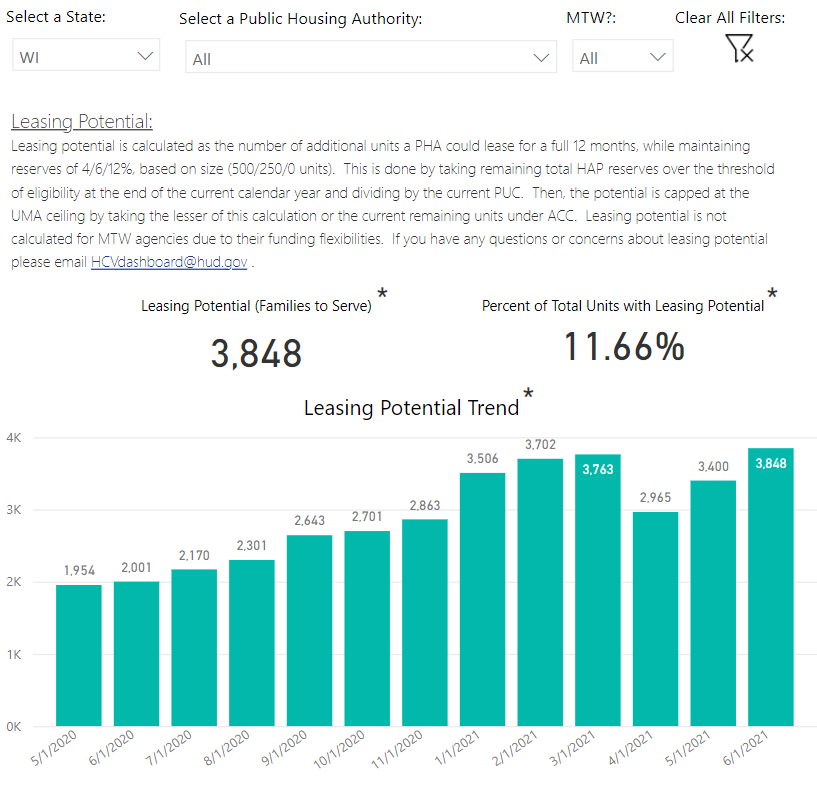 Select a State:
Select a Public Housing Authority:
MTW?:
Clear All Filters:
WI
All
All
Leasing Potential:
Leasing potential is calculated as the number of additional units a PHA could lease for a full 12 months, while maintaining
reserves of 4/6/12%, based on size (500/250/0 units).  This is done by taking remaining total HAP reserves over the threshold
of eligibility at the end of the current calendar year and dividing by the current PUC.  Then, the potential is capped at the
UMA ceiling by taking the lesser of this calculation or the current remaining units under ACC.  Leasing potential is not
calculated for MTW agencies due to their funding flexibilities.  If you have any questions or concerns about leasing potential
please email HCVdashboard@hud.gov .
Leasing Potential (Families to Serve) *
3,848
Percent of Total Units with Leasing Potential *
11.66%
Leasing Potential Trend *
4K
3K
2K
1K
0K
1,954
2,001
2,170
2,301
2,643
2,701
2,863
3,506
3,702
3,763
2,965
3,400
3,848
5/1/2020
6/1/2020
7/1/2020
8/1/2020
9/1/2020
10/1/2020
11/1/2020
1/1/2021
2/1/2021
3/1/2021
4/1/2021
5/1/2021
6/1/2021